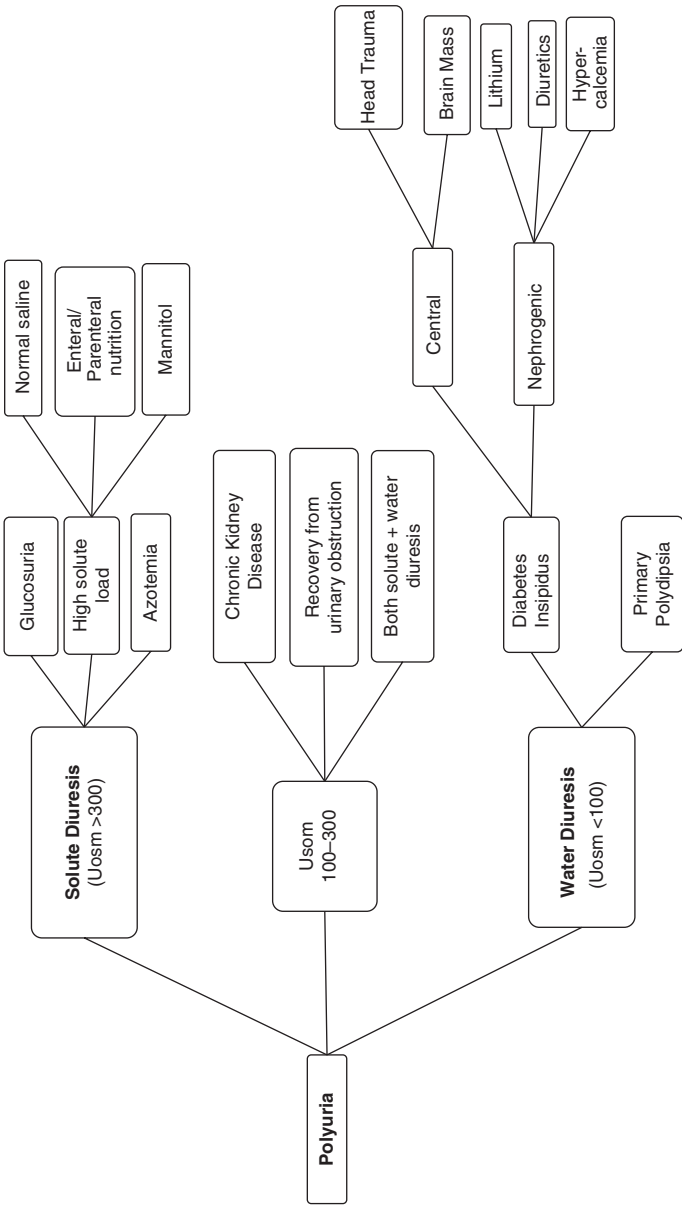 Polyuria
Solute Diuresis
(Uosm >300)
Glucosuria
High solute
load
Azotemia
Normal saline
Enteral/
Parenteral
nutrition
Mannitol
Usom
100–300
Chronic Kidney
Disease
Recovery from
urinary obstruction
Both solute + water
diuresis
Water Diuresis
(Uosm <100)
Diabetes
Insipidus
Primary
Polydipsia
Central
Nephrogenic
Head Trauma
Brain Mass
Lithium
Diuretics
Hyper-
calcemia